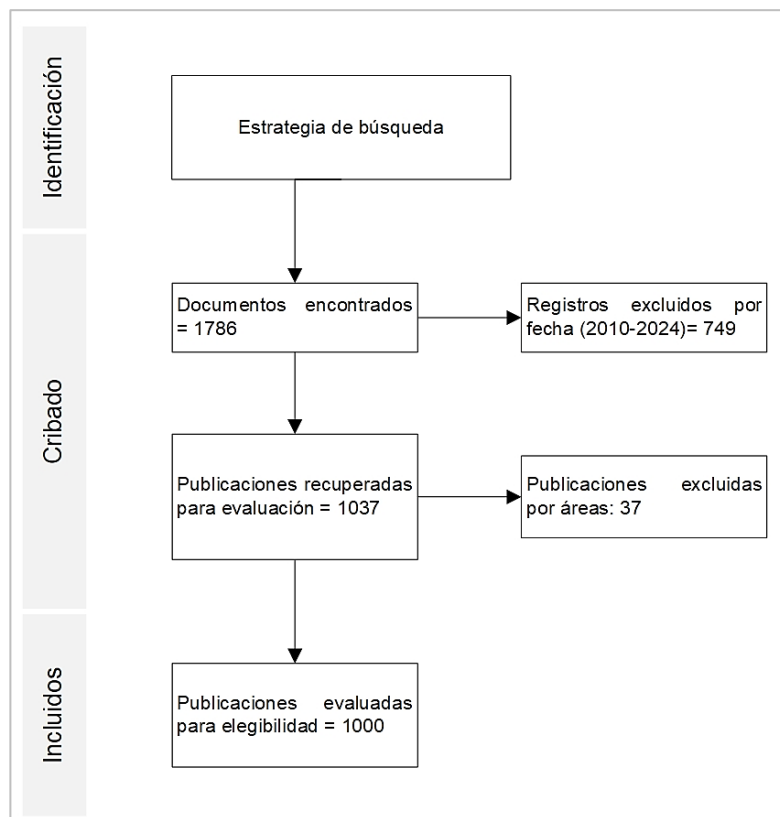 Identificación
Estrategia de búsqueda
Cribado
Documentos encontrados
= 1786
Registros excluidos por
fecha (2010-2024)= 749
Publicaciones recuperadas
para evaluación = 1037
Publicaciones excluidas
por áreas: 37
Incluidos
Publicaciones evaluadas
para elegibilidad = 1000